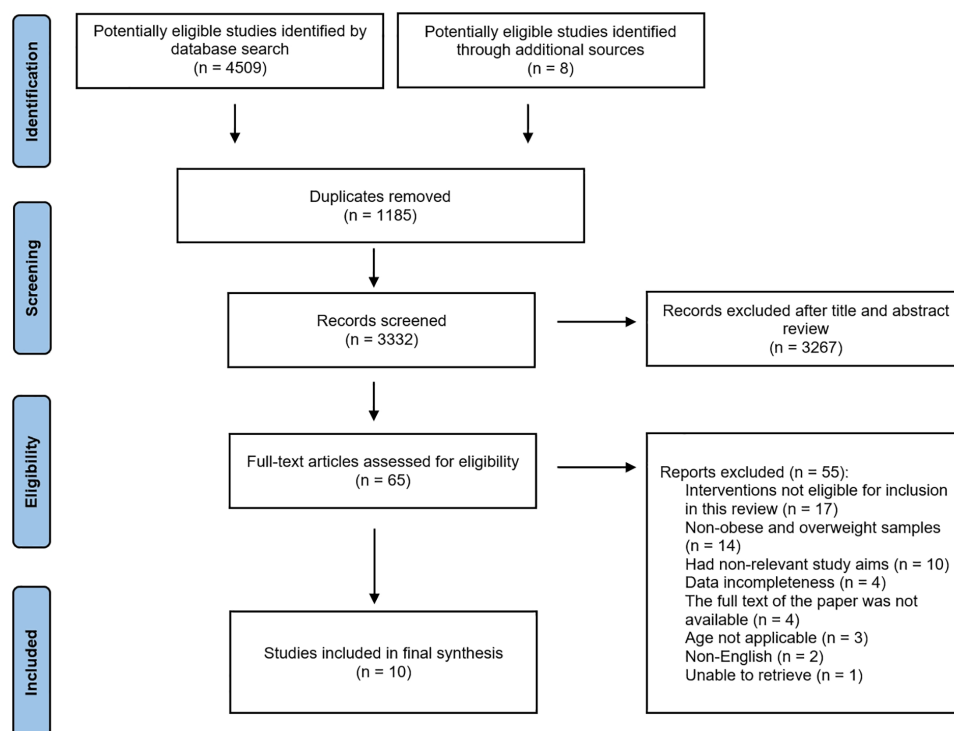 Identification
Potentially eligible studies identified by
database search
(n = 4509)
Potentially eligible studies identified
through additional sources
(n = 8)
Screening
Duplicates removed
(n = 1185)
Records screened
(n = 3332)
Records excluded after title and abstract
review
(n = 3267)
Eligibility
Full-text articles assessed for eligibility
(n = 65)
Reports excluded (n = 55):
Interventions not eligible for inclusion
in this review (n = 17)
Non-obese and overweight samples
(n = 14)
Had non-relevant study aims (n = 10)
Data incompleteness (n = 4)
The full text of the paper was not
available (n = 4)
Age not applicable (n = 3)
Non-English (n = 2)
Unable to retrieve (n = 1)
Included
Studies included in final synthesis
(n = 10)